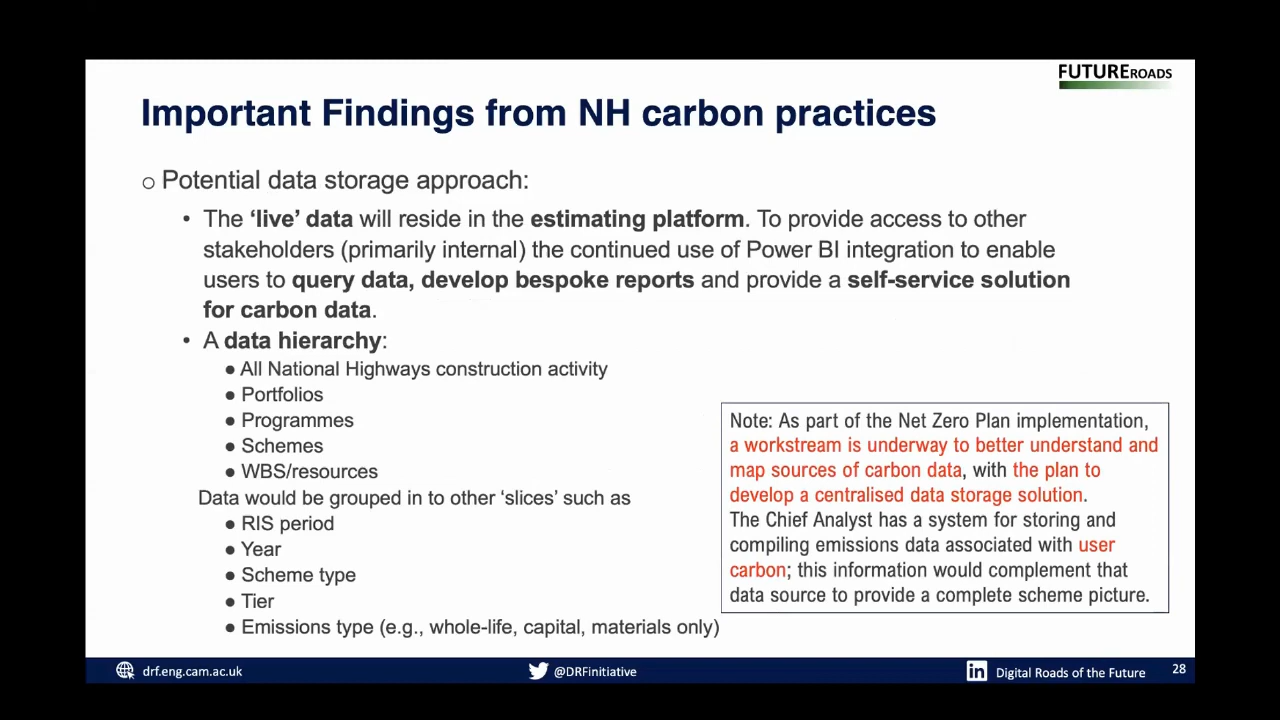 FUTUREROADS
Important Findings from NH carbon practices
o Potential data storage approach:
• The ‘live’ data will reside in the estimating platform. To provide access to other
stakeholders (primarily internal) the continued use of Power BI integration to enable
users to query data, develop bespoke reports and provide a self-service solution
for carbon data.
• A data hierarchy:
● All National Highways construction activity
● Portfolios
● Programmes
● Schemes
● WBS/resources
Data would be grouped in to other ‘slices’ such as
● RIS period
● Year
● Scheme type
● Tier
● Emissions type (e.g., whole-life, capital, materials only)
Note: As part of the Net Zero Plan implementation,
a workstream is underway to better understand and
map sources of carbon data, with the plan to
develop a centralised data storage solution.
The Chief Analyst has a system for storing and
compiling emissions data associated with user
carbon; this information would complement that
data source to provide a complete scheme picture.
drf.eng.cam.ac.uk
@DRFinitiative
in Digital Roads of the Future
28